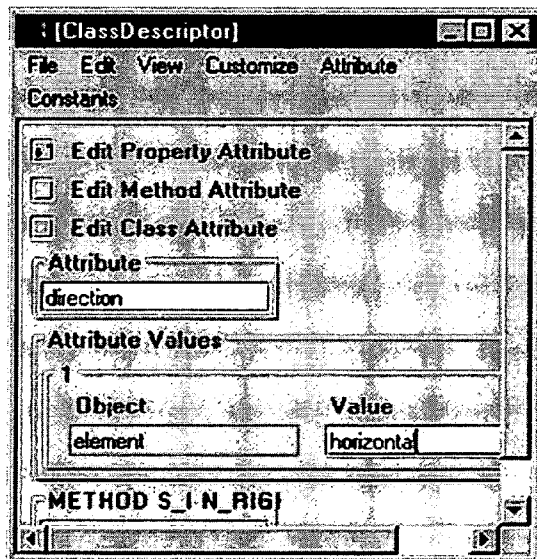 [ClassDescriptor]
File Edit View Customize Attribute
Constants
Edit Property Attribute
Edit Method Attribute
Edit Class Attribute
Attribute
direction
Attribute Values
1
Object Value
element horizontal
METHOD